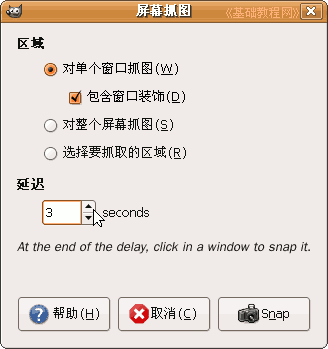 屏幕抓图
《基础教程网》
区域
对单个窗口抓图(W)
包含窗口装饰(D)
对整个屏幕抓图(S)
选择要抓取的区域(R)
延迟
3 seconds
At the end of the delay, click in a window to snap it.
帮助(H) 取消(C) Snap